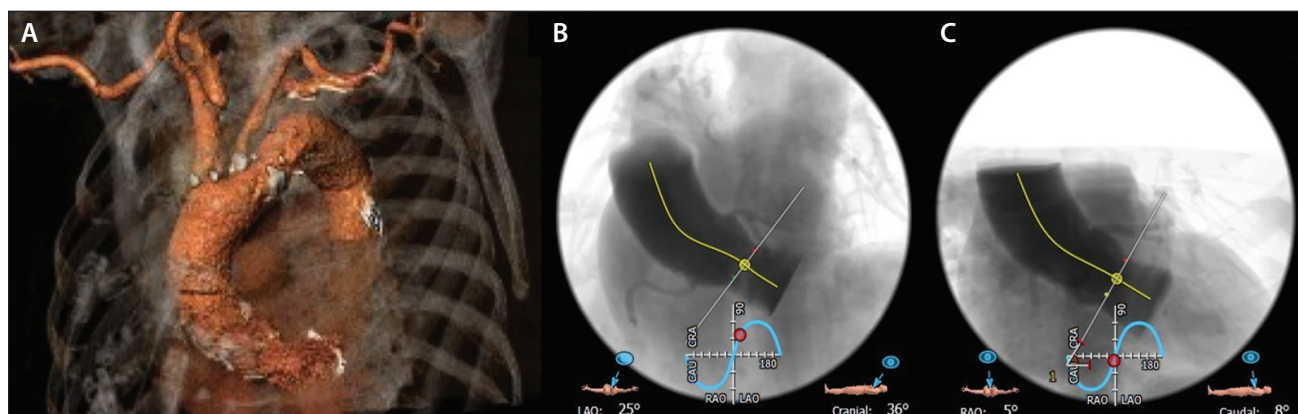 A
B
90
CRA
CAU
180
RAO
LAO
LAO: 25°
Cranial: 36°
C
90
CRA
CAU
1
180
RAO
LAO
RAO: 5°
Caudal: 8°